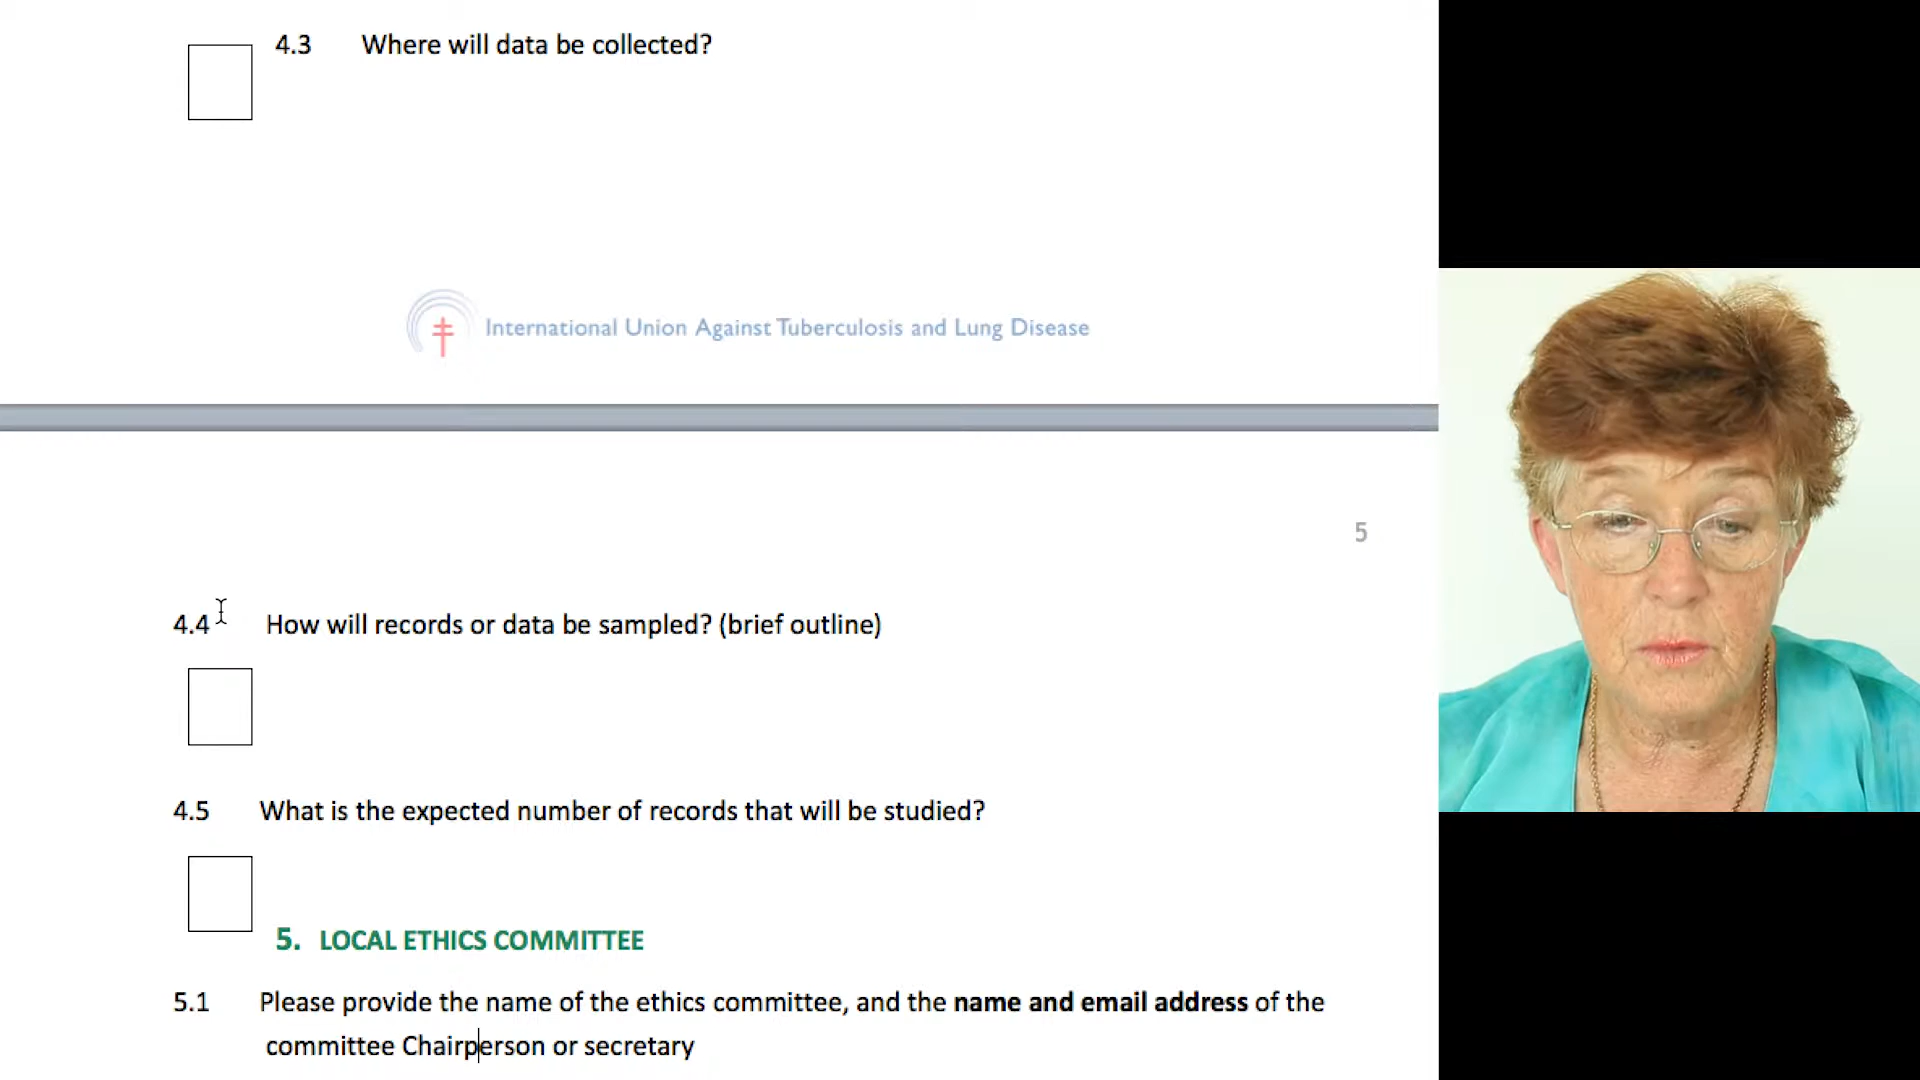 4.3 Where will data be collected?
International Union Against Tuberculosis and Lung Disease
5
4.4 How will records or data be sampled? (brief outline)
4.5 What is the expected number of records that will be studied?
5. LOCAL ETHICS COMMITTEE
5.1 Please provide the name of the ethics committee, and the name and email address of the
committee Chairperson or secretary